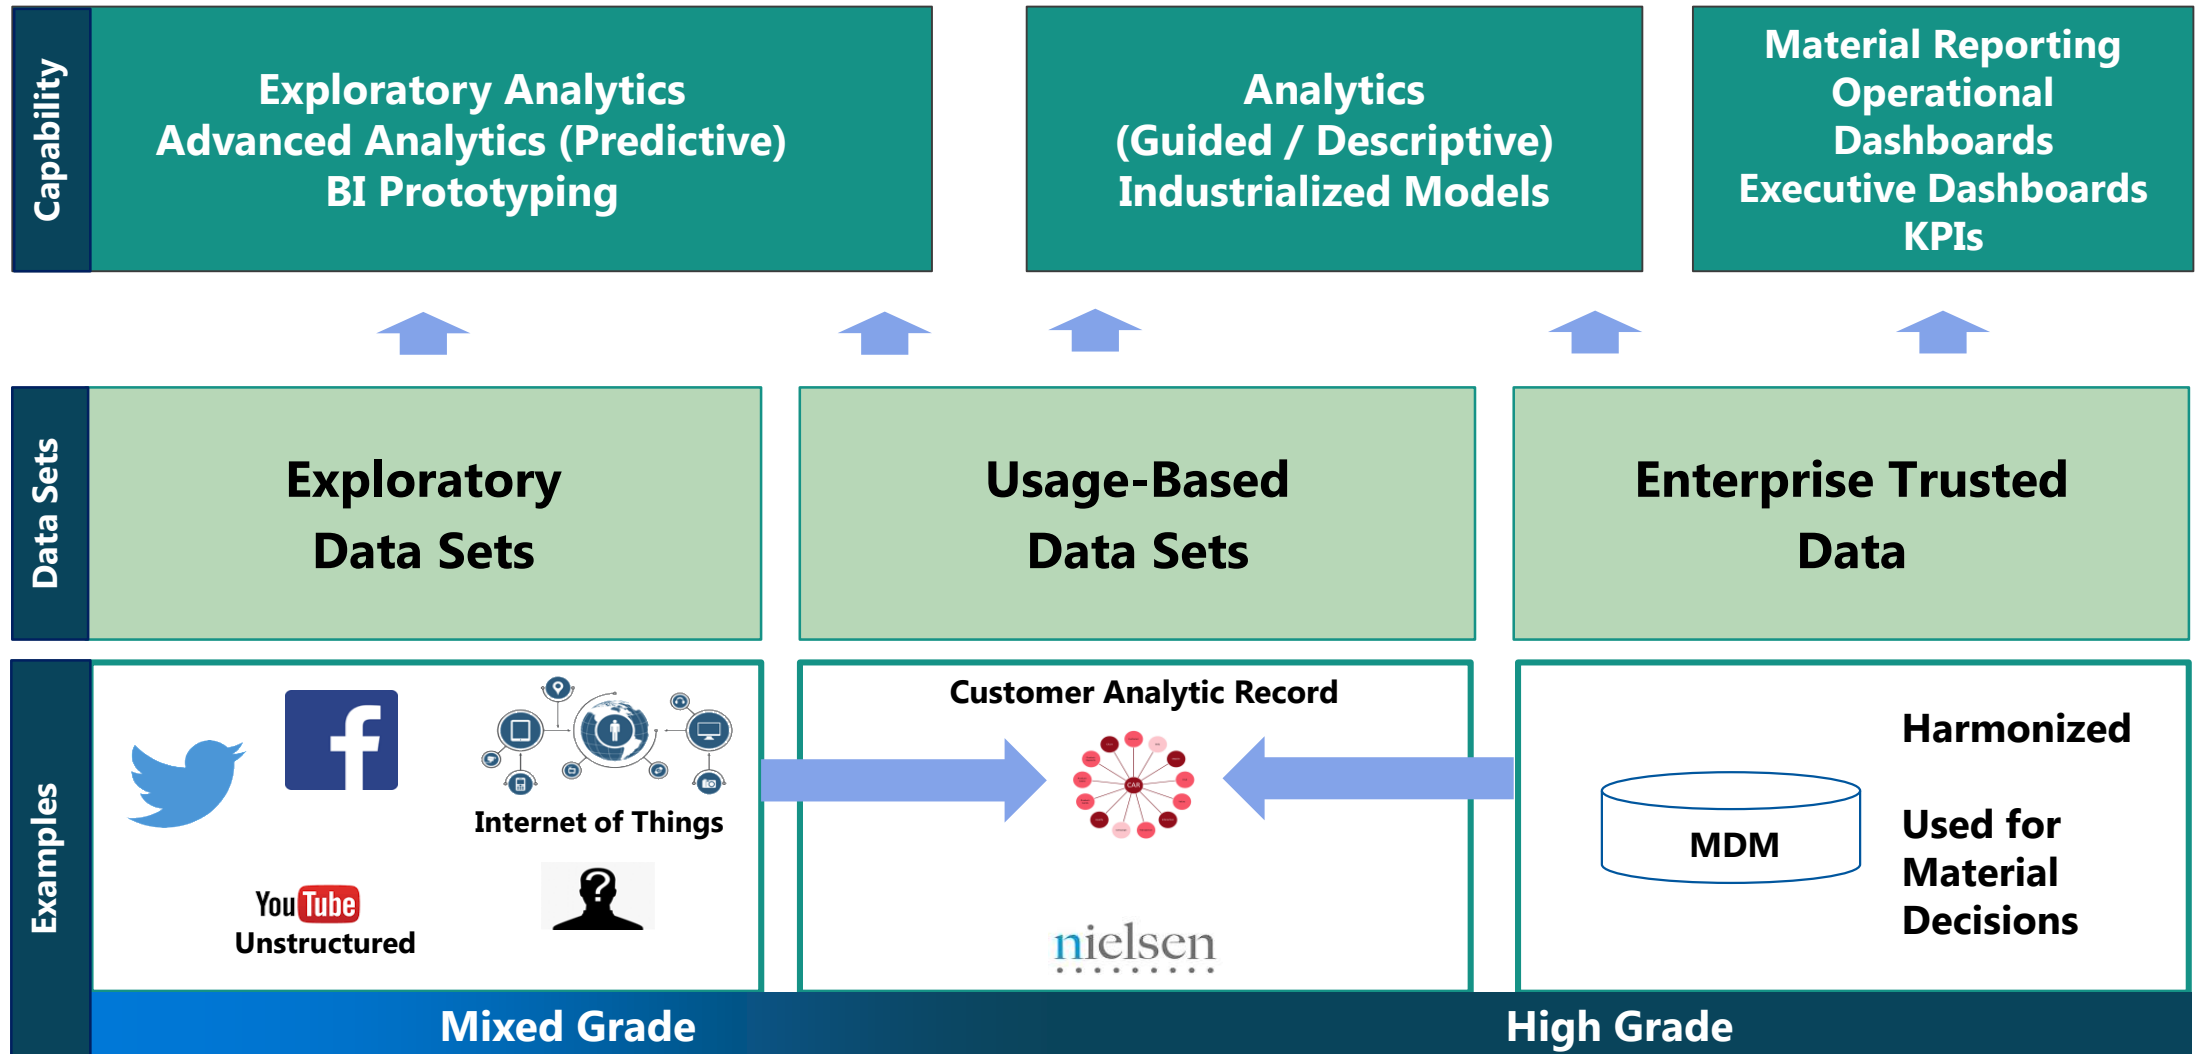 Capability
Exploratory Analytics
Advanced Analytics (Predictive)
BI Prototyping
Analytics
(Guided / Descriptive)
Industrialized Models
Material Reporting
Operational
Dashboards
Executive Dashboards
KPIs
Data Sets
Exploratory
Data Sets
Usage-Based
Data Sets
Enterprise Trusted
Data
Examples
f
Internet of Things
YouTube
Unstructured
?
Customer Analytic Record
CAR
nielsen
MDM
Harmonized
Used for
Material
Decisions
Mixed Grade
High Grade